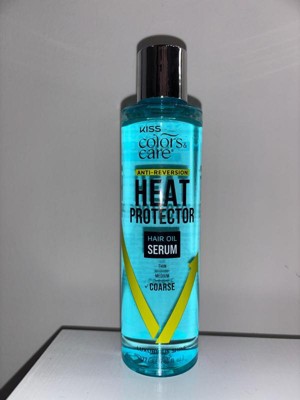 KISS
colors &
care
ANTI-REVERSION
HEAT
PROTECTOR
HAIR OIL
SERUM
MEDIUM
COARSE